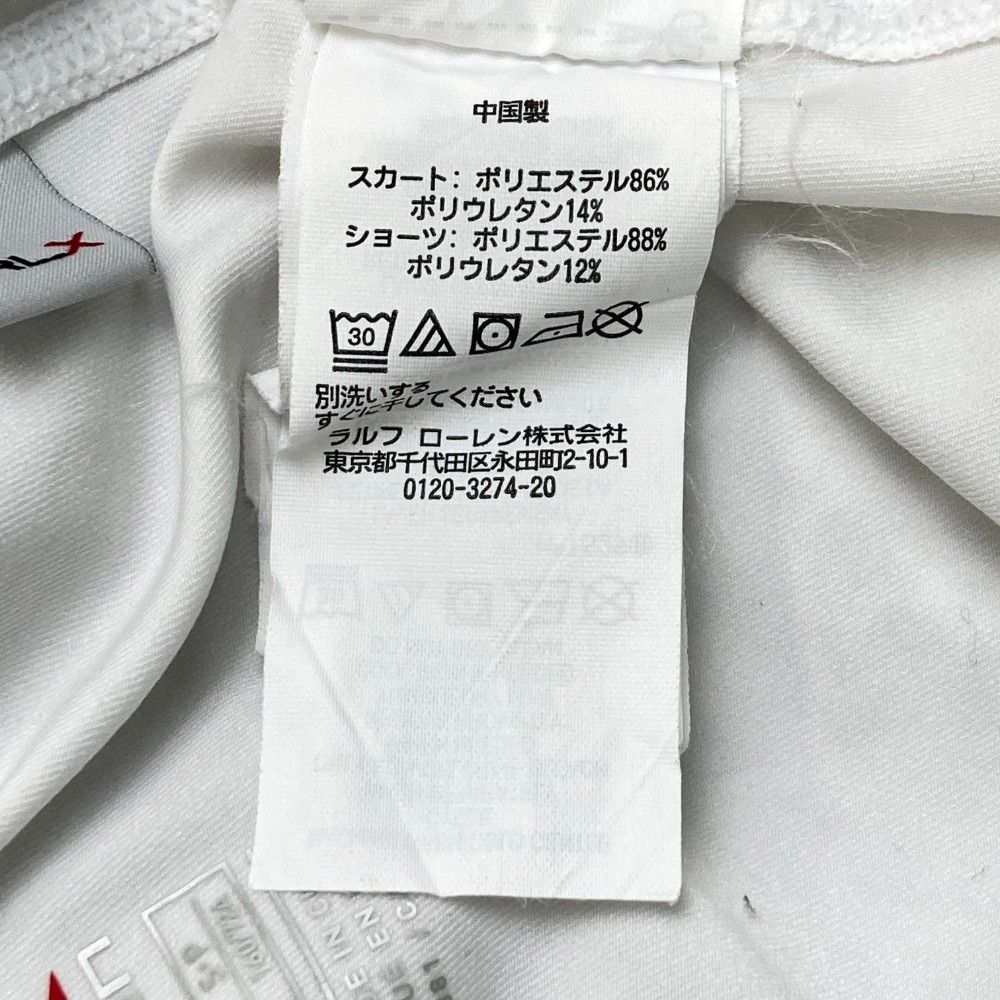 中国製
スカート: ポリエステル86%
ポリウレタン14%
ショーツ: ポリエステル88%
ポリウレタン12%
30
別洗いする
すぐに干してください
ラルフ ローレン株式会社
東京都千代田区永田町2-10-1
0120-3274-20